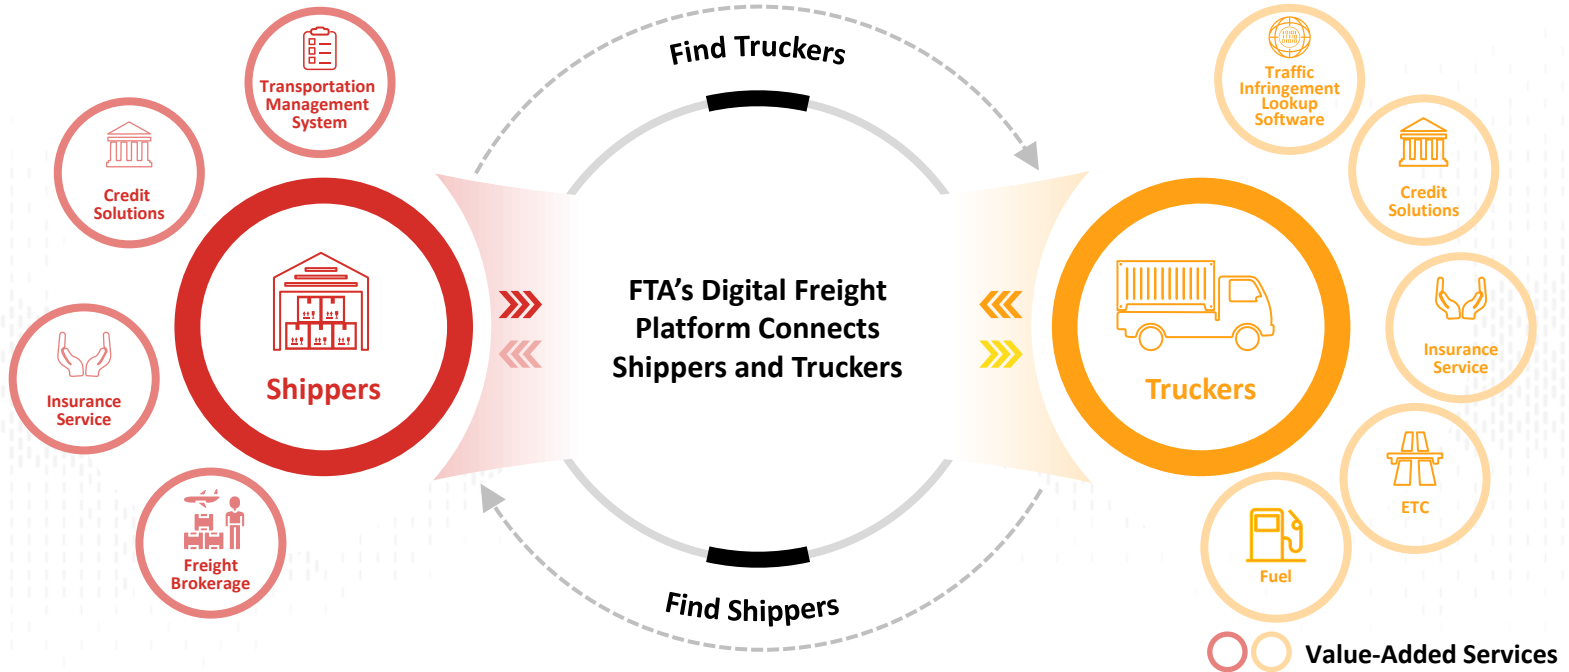 Find Truckers
Transportation
Management
System
Credit
Solutions
Shippers
Insurance
Service
Freight
Brokerage
FTA’s Digital Freight
Platform Connects
Shippers and Truckers
Traffic
Infringement
Lookup
Software
Credit
Solutions
Truckers
Insurance
Service
ETC
Fuel
Find Shippers
Value-Added Services